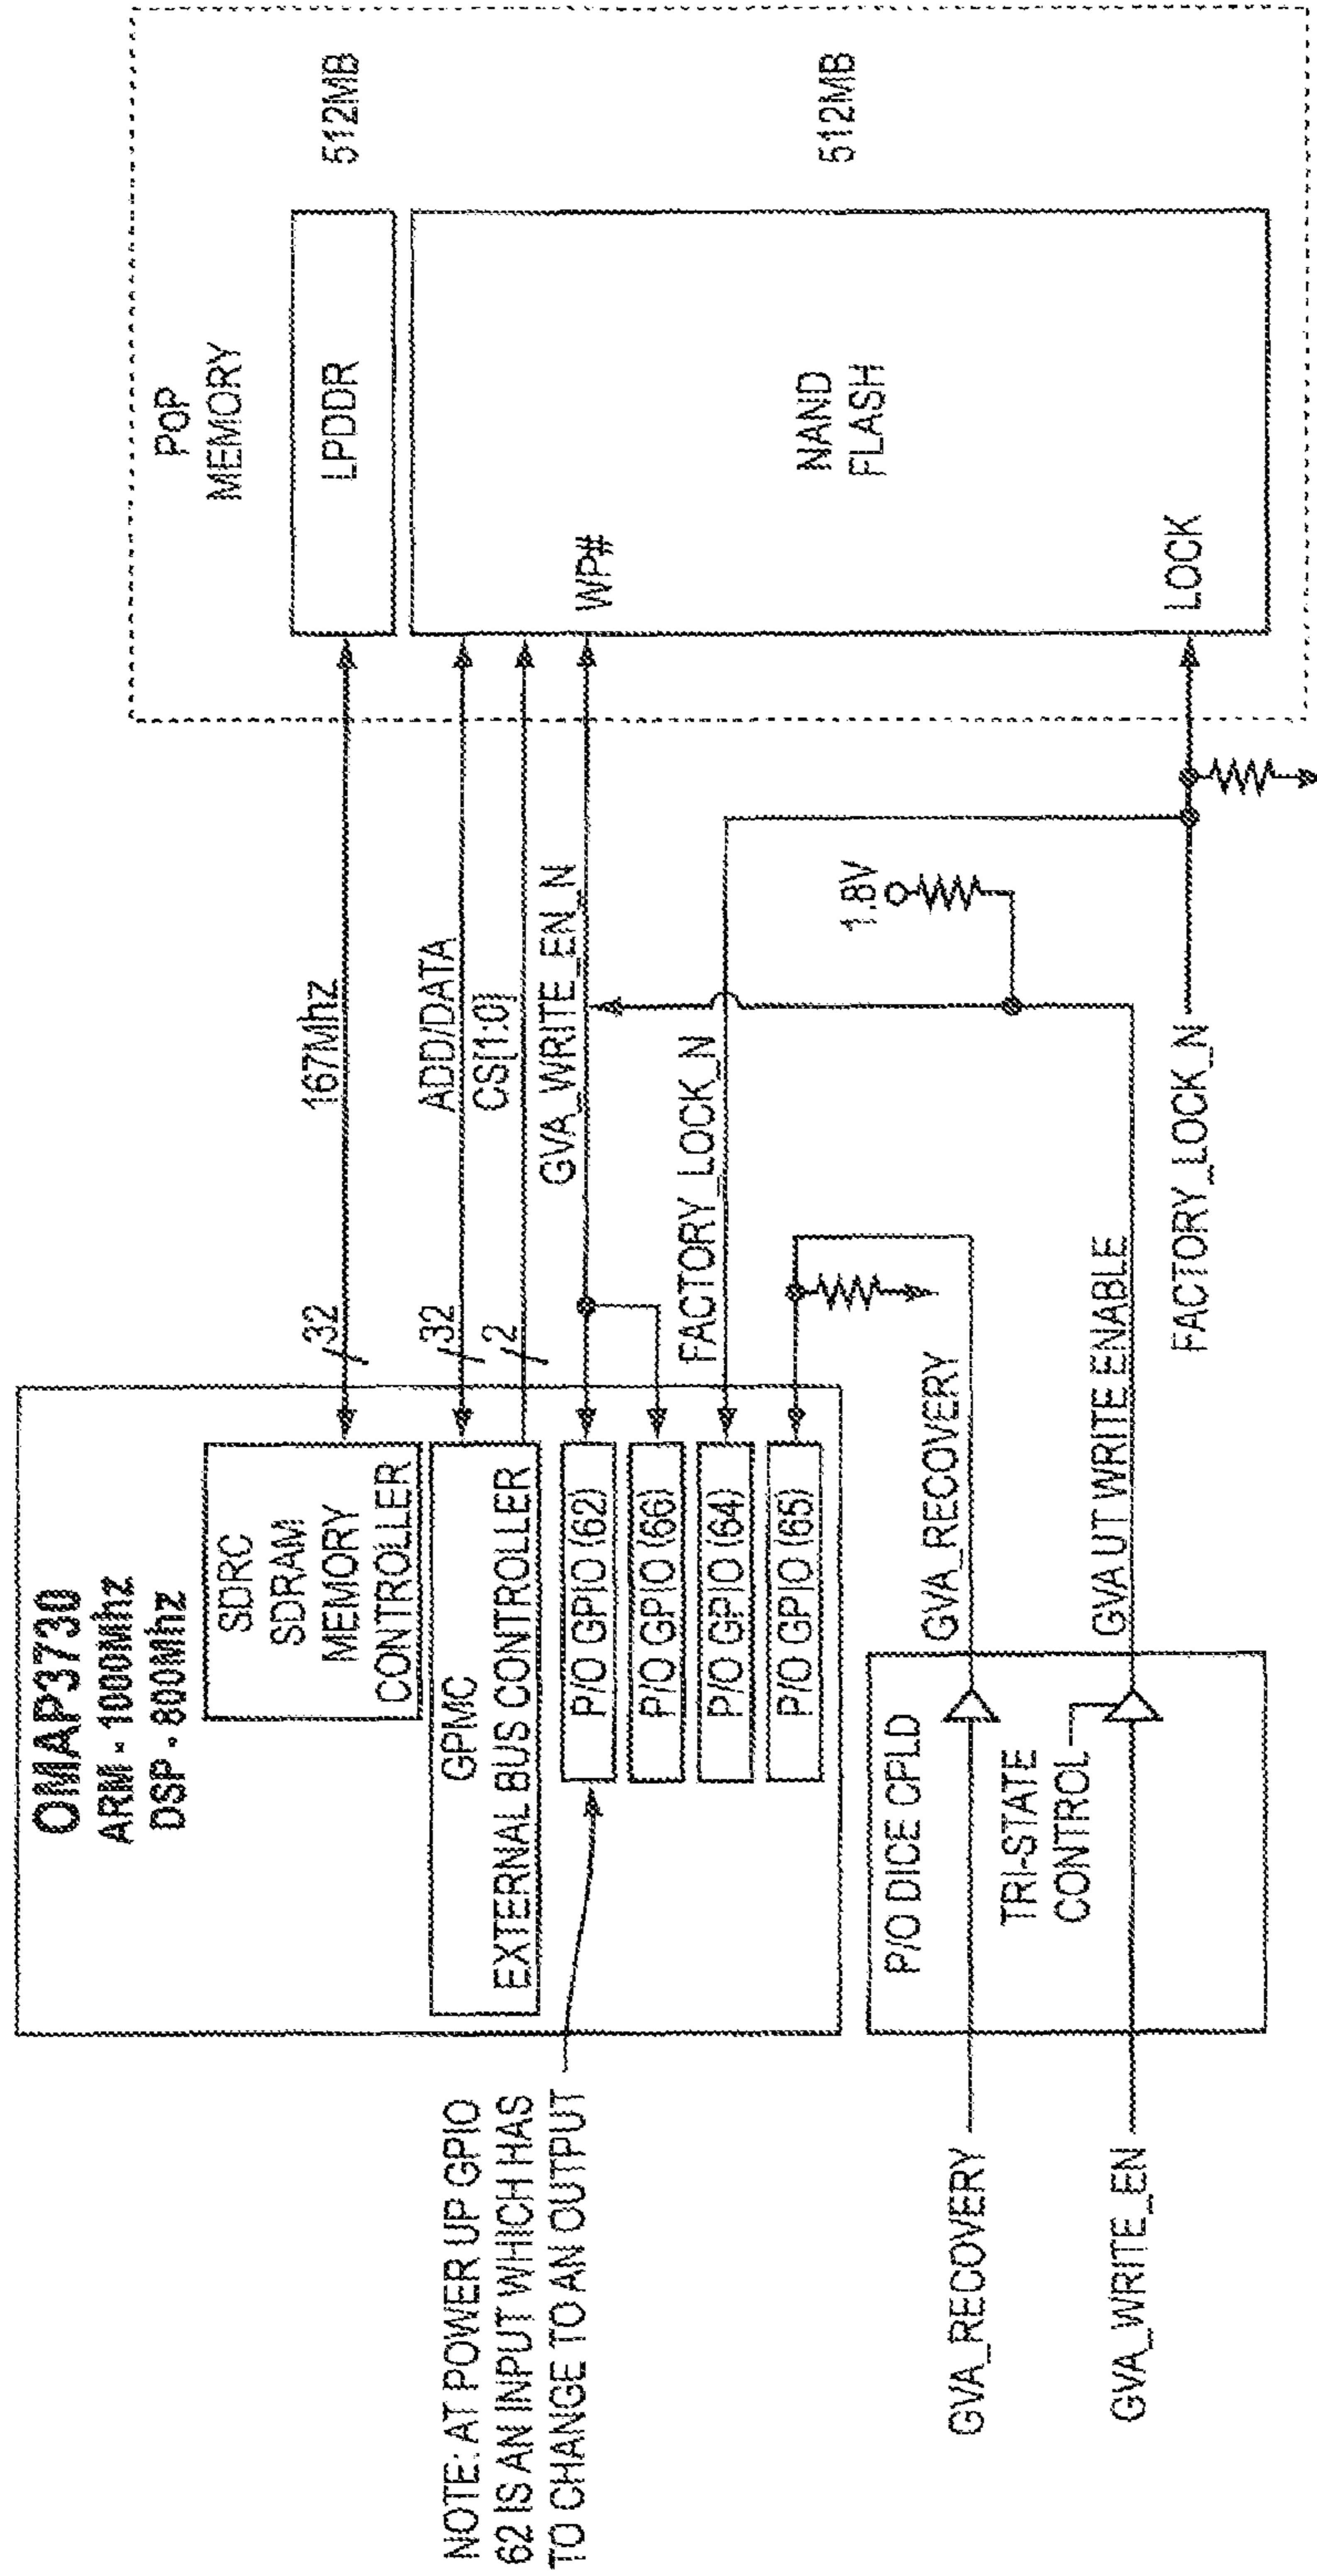 OMAP3730
ARM - 1000Mhz
DSP - 800Mhz
SDRC
SDRAM
MEMORY
CONTROLLER
GPMC
EXTERNAL BUS CONTROLLER
P/O GPIO (62)
P/O GPIO (66)
P/O GPIO (64)
P/O GPIO (65)
NOTE: AT POWER UP GPIO
62 IS AN INPUT WHICH HAS
TO CHANGE TO AN OUTPUT
32
167Mhz
32
ADD/DATA
2
CS[1:0]
GVA_WRITE_EN_N
FACTORY_LOCK_N
1.8V
POP
MEMORY
LPDDR
512MB
WP#
NAND
FLASH
512MB
LOCK
P/O DICE CPLD
TRI-STATE
CONTROL
GVA_RECOVERY
GVA_RECOVERY
GVA_WRITE_EN
GVA UT WRITE ENABLE
FACTORY_LOCK_N